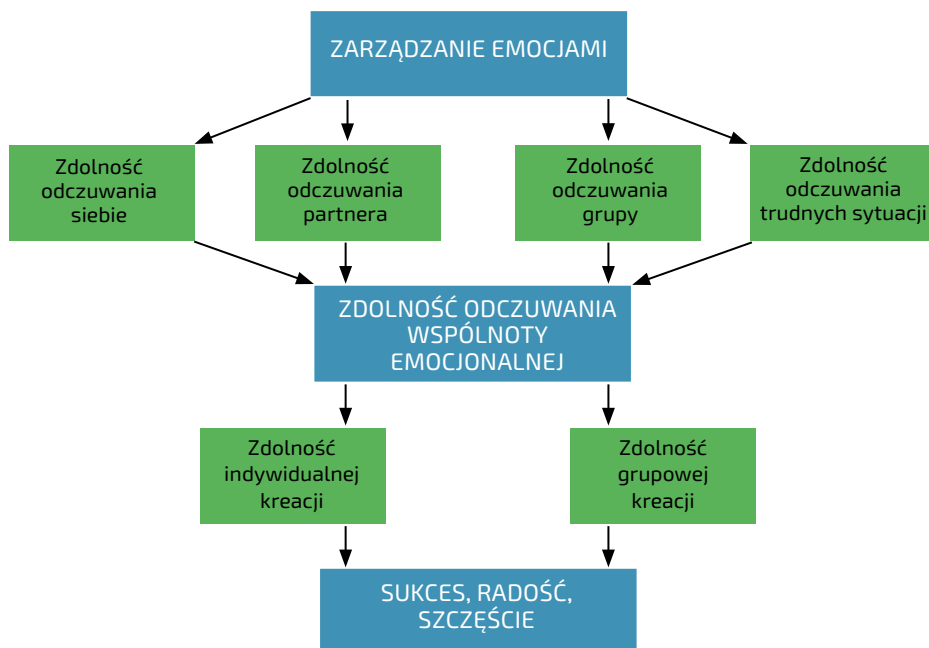 ZARZĄDZANIE EMOCJAMI
Zdolność
odczuwania
siebie
Zdolność
odczuwania
partnera
Zdolność
odczuwania
grupy
Zdolność
odczuwania
trudnych sytuacji
ZDOLNOŚĆ ODCZUWANIA
WSPÓLNOTY
EMOCJONALNEJ
Zdolność
indywidualnej
kreacji
Zdolność
grupowej
kreacji
SUKCES, RADOŚĆ,
SZCZĘŚCIE